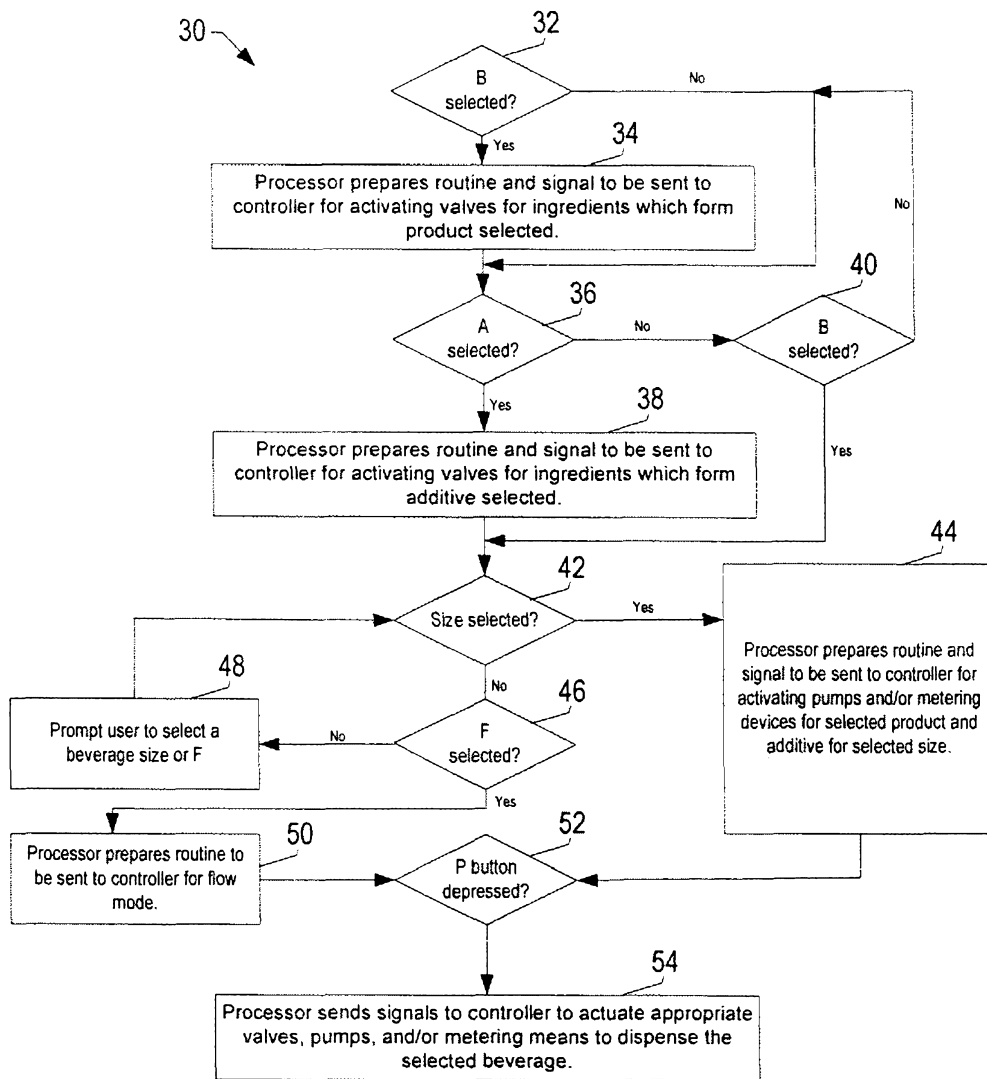 30
32
B
selected?
No
Yes
34
Processor prepares routine and signal to be sent to
controller for activating valves for ingredients which form
product selected.
No
40
36
A
selected?
No
B
selected?
Yes
38
Yes
Processor prepares routine and signal to be sent to
controller for activating valves for ingredients which form
additive selected.
44
42
Size selected?
Yes
Processor prepares routine and
signal to be sent to controller for
activating pumps and/or metering
devices for selected product and
additive for selected size.
48
No
46
Prompt user to select a
beverage size or F
No
F
selected?
Yes
50
52
Processor prepares routine to
be sent to controller for flow
mode.
P button
depressed?
54
Processor sends signals to controller to actuate appropriate
valves, pumps, and/or metering means to dispense the
selected beverage.